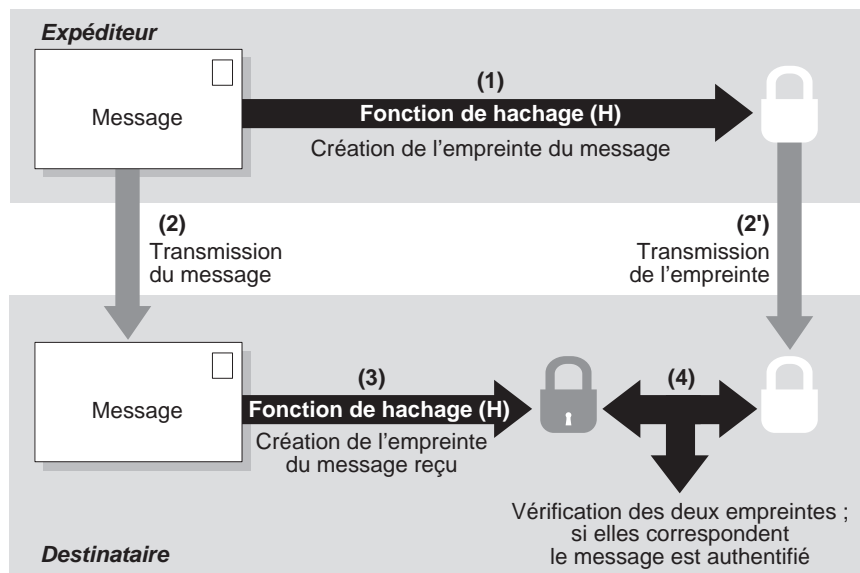 Expéditeur
Message
(1)
Fonction de hachage (H)
Création de l'empreinte du message
(2)
Transmission
du message
(2')
Transmission
de l'empreinte
Message
(3)
Fonction de hachage (H)
Création de l'empreinte
du message reçu
(4)
Vérification des deux empreintes ;
si elles correspondent
le message est authentifié
Destinataire